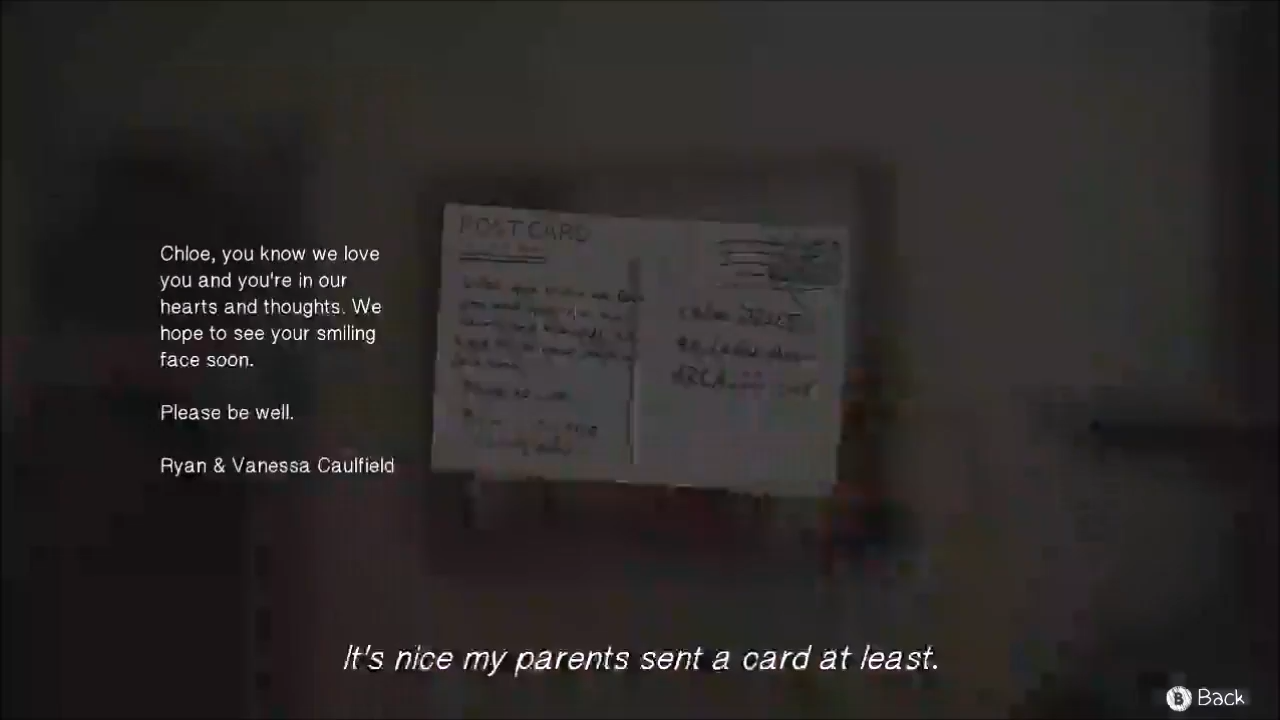 Chloe, you know we love
you and you're in our
hearts and thoughts. We
hope to see your smiling
face soon.
Please be well.
Ryan & Vanessa Caulfield
POST CARD
It's nice my parents sent a card at least.
B Back